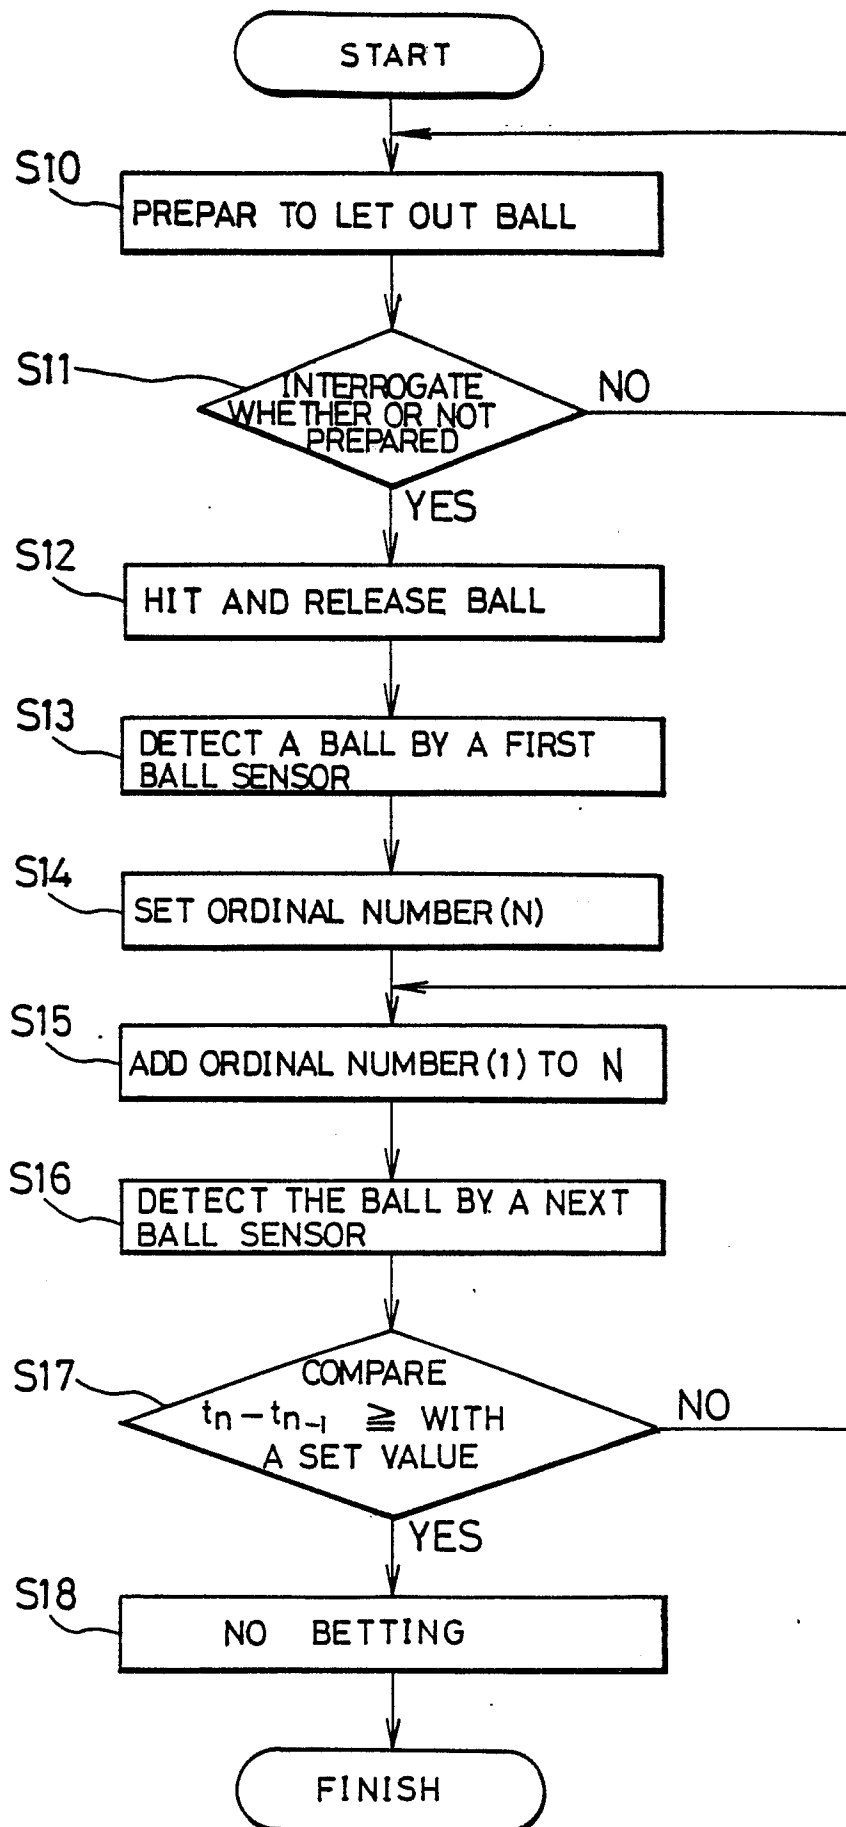 START
S10
PREPAR TO LET OUT BALL
S11
INTERROGATE
WHETHER OR NOT
PREPARED
NO
YES
S12
HIT AND RELEASE BALL
S13
DETECT A BALL BY A FIRST
BALL SENSOR
S14
SET ORDINAL NUMBER (N)
S15
ADD ORDINAL NUMBER (1) TO N
S16
DETECT THE BALL BY A NEXT
BALL SENSOR
S17
COMPARE
tn – tn-1 ≧ WITH
A SET VALUE
NO
YES
S18
NO BETTING
FINISH